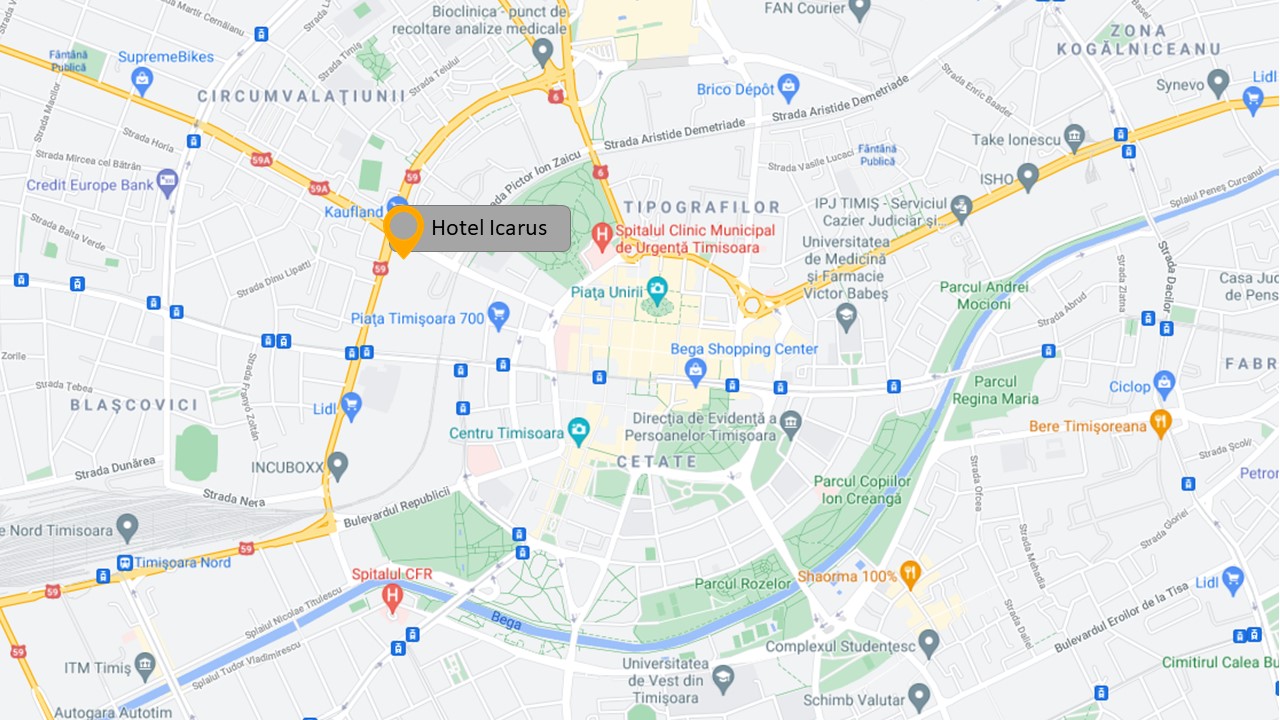 Strada Martir Cernăianu
Bioclinica - punct de
recoltare analize medicale
FAN Courier
ZONA
KOGĂLNICEANU
Fântână
Publică
SupremeBikes
Strada Timiș
Strada Teiului
CIRCUMVALAȚIUNII
6
Brico Dépôt
Strada Aristide Demetriade
Strada Enric Baader
Synevo
Lidl
Strada Macilor
Strada Horia
Strada Aristide Demetriade
Take Ionescu
Strada Mircea cel Bătrân
59A
Strada Vasile Lucaci
Fântână
Publică
Credit Europe Bank
59A
59
Pictor Ion Zaicu
6
ISHO
Splaiul Peneș Curcanul
Kaufland
Hotel Icarus
TIPOGRAFILOR
IPJ TIMIȘ - Serviciul
Cazier Judiciar și...
Strada Balta Verde
Spitalul Clinic Municipal
de Urgență Timisoara
Universitatea
de Medicină
și Farmacie
Victor Babeș
59
Strada Dinu Lipatti
Piața Unirii
Parcul Andrei
Mocioni
Strada Zlatna
Strada Dacilor
Casa Jud
de Pens
Strada Abrud
Piața Timișoara 700
Zorile
Bega Shopping Center
FABR
Strada Tebea
Strada Franyó Zoltán
Parcul
Regina Maria
Ciclop
BLAȘCOVICI
Lidl
Centru Timisoara
Direcția de Evidență a
Persoanelor Timișoara
Bere Timișoreana
Strada Școlii
Strada Dunărea
INCUBOXX
CETATE
Petrom
Strada Nera
Bulevardul Republicii
Parcul Copiilor
Ion Creangă
Strada Ofcea
e Nord Timisoara
Strada Gloriei
59
Timișoara Nord
Spitalul CFR
Strada Mehadia
59
Parcul Rozelor
Shaorma 100%
Lidl
Splaiul Nicolae Titulescu
Bega
Strada Daliei
Bulevardul Eroilor de la Tisa
59
Splaiul Tudor Vladimirescu
Complexul Studențesc
ITM Timiș
Universitatea
de Vest din
Timișoara
Cimitirul Calea Bu
Schimb Valutar
Autogara Autotim